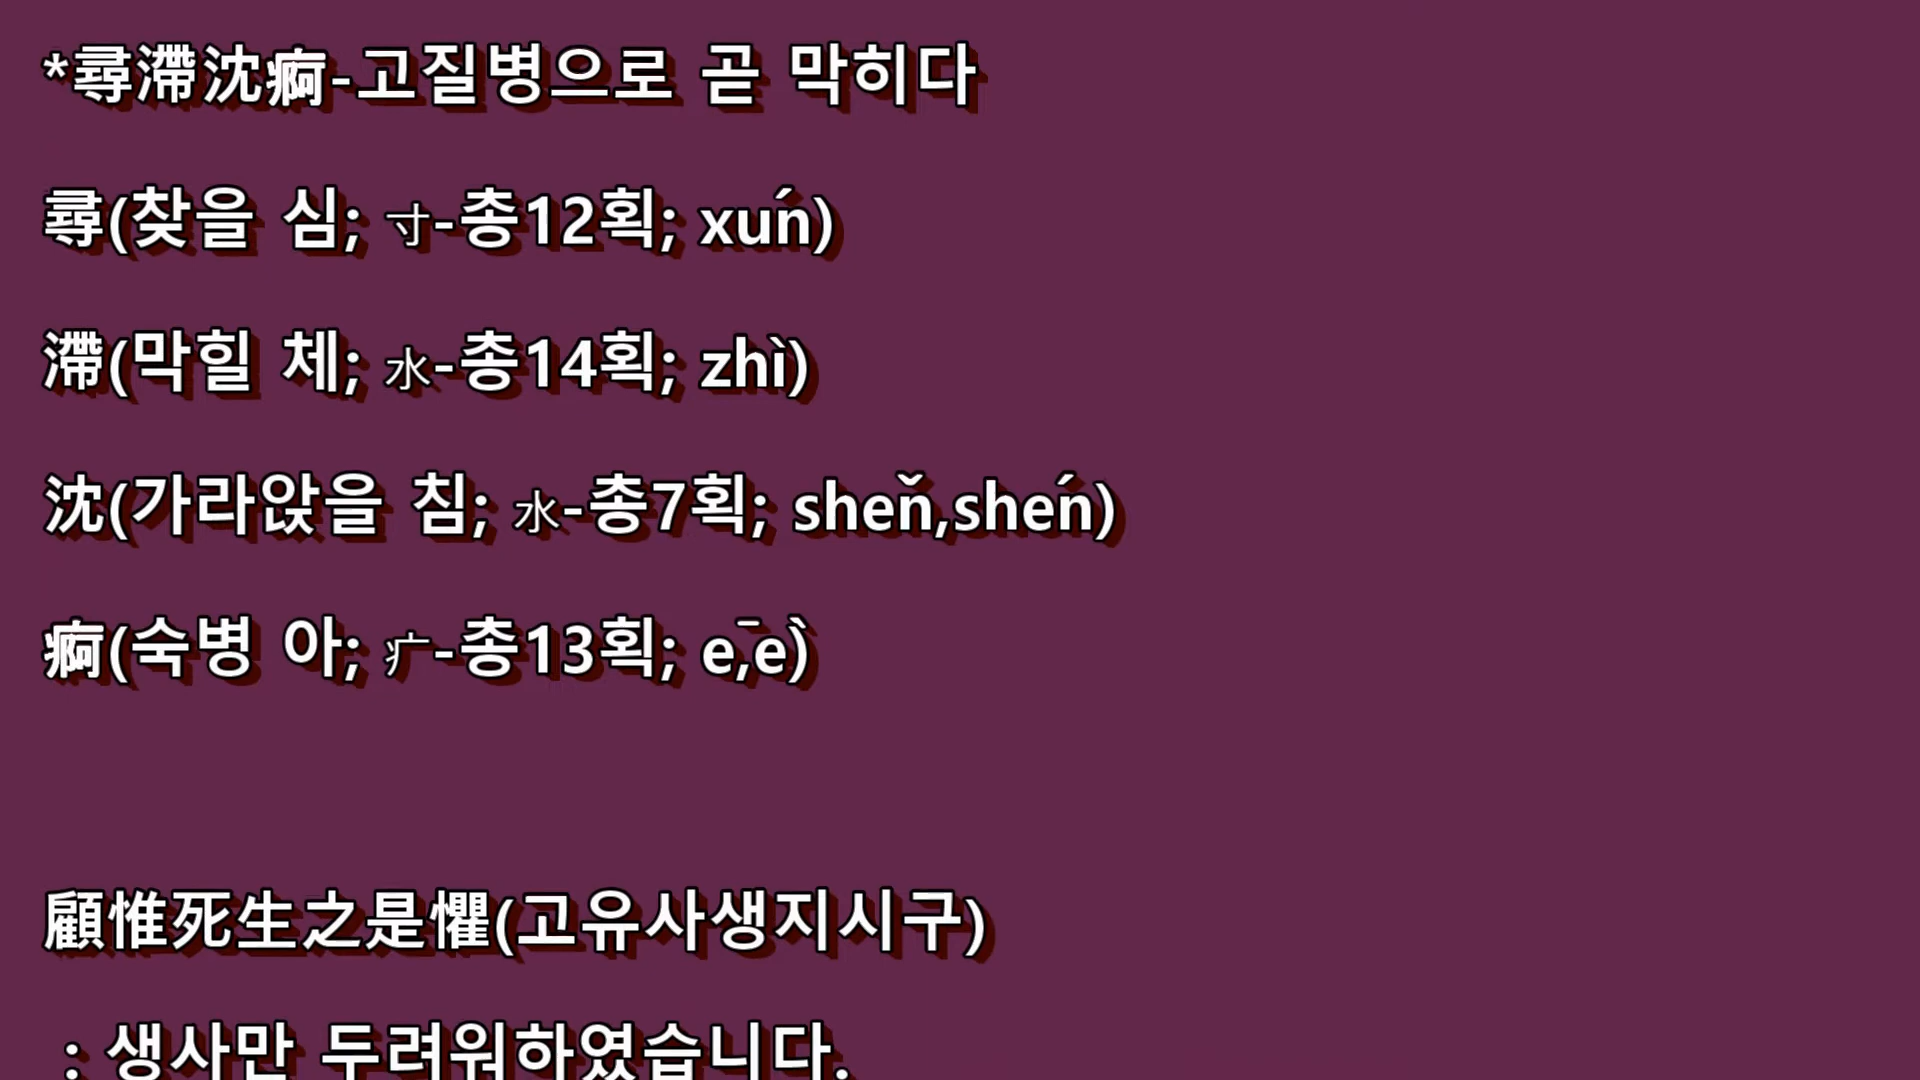 *尋滯沈痾-고질병으로 곧 막히다
尋(찾을 심; 寸-총12획; xuń)
滯(막힐 체; 水-총14획; zhì)
沈(가라앉을 침; 水-총7획; sheň,sheń)
痾(숙병 아; 疒-총13획; e,̄e)̀
顧惟死生之是懼(고유사생지시구)
: 생사만 두려워하였습니다.